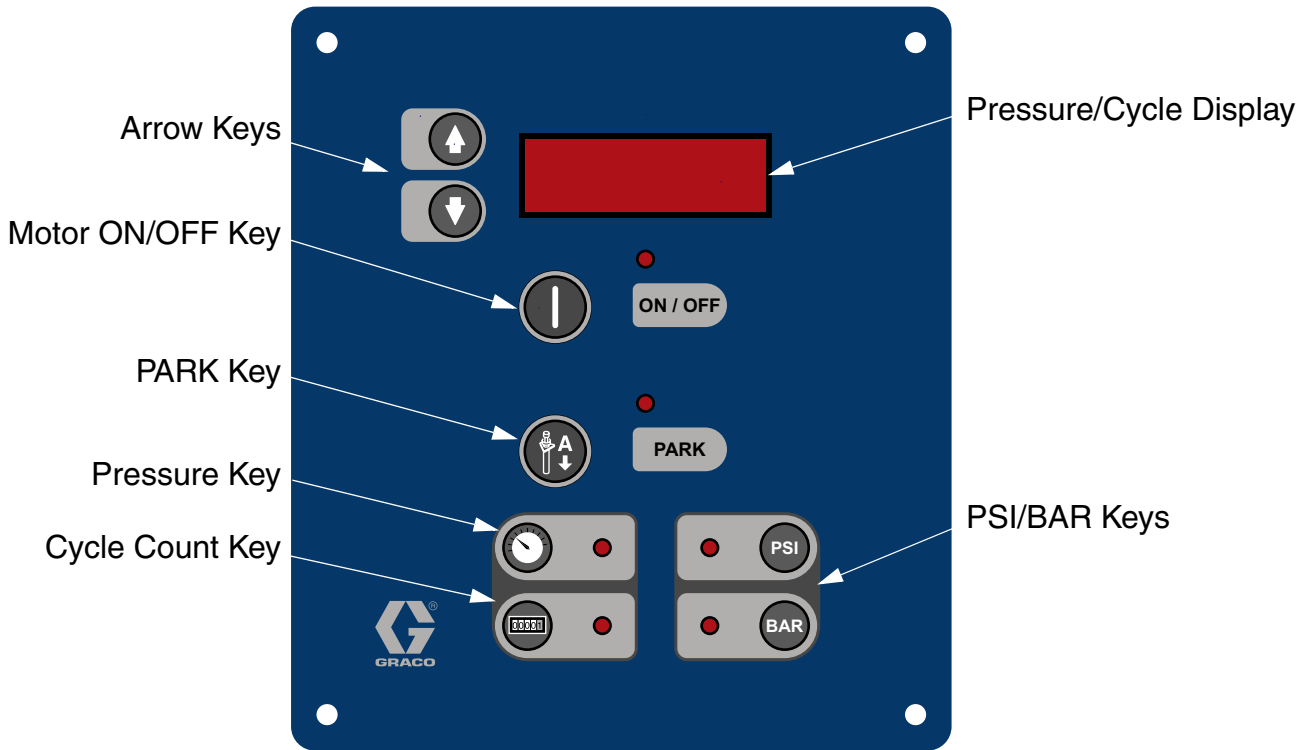 Arrow Keys
Pressure/Cycle Display
Motor ON/OFF Key
ON / OFF
PARK Key
A
PARK
Pressure Key
PSI
PSI/BAR Keys
Cycle Count Key
00001
BAR
®
GRACO